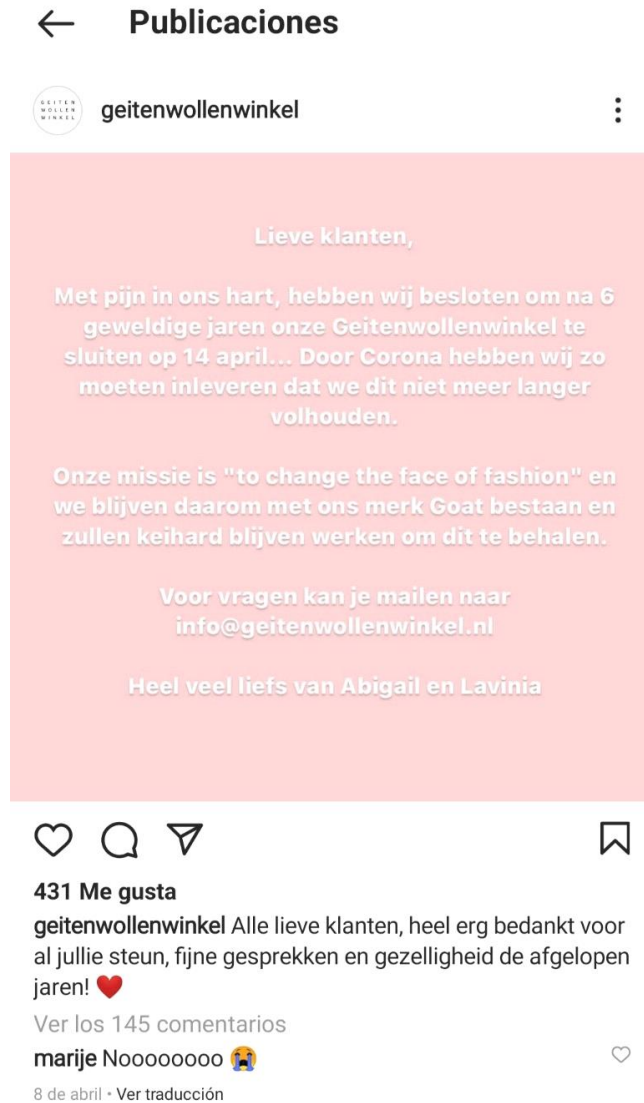 Publicaciones
GEITEN
WOLLEN
WINKEL
geitenwollenwinkel
Lieve klanten,
Met pijn in ons hart, hebben wij besloten om na 6
geweldige jaren onze Geitenwollenwinkel te
sluiten op 14 april... Door Corona hebben wij zo
moeten inleveren dat we dit niet meer langer
volhouden.
Onze missie is "to change the face of fashion" en
we blijven daarom met ons merk Goat bestaan en
zullen keihard blijven werken om dit te behalen.
Voor vragen kan je mailen naar
info@geitenwollenwinkel.nl
Heel veel liefs van Abigail en Lavinia
431 Me gusta
geitenwollenwinkel Alle lieve klanten, heel erg bedankt voor
al jullie steun, fijne gesprekken en gezelligheid de afgelopen
jaren! ❤️
Ver los 145 comentarios
marije Noooooooo 😭
8 de abril • Ver traducción